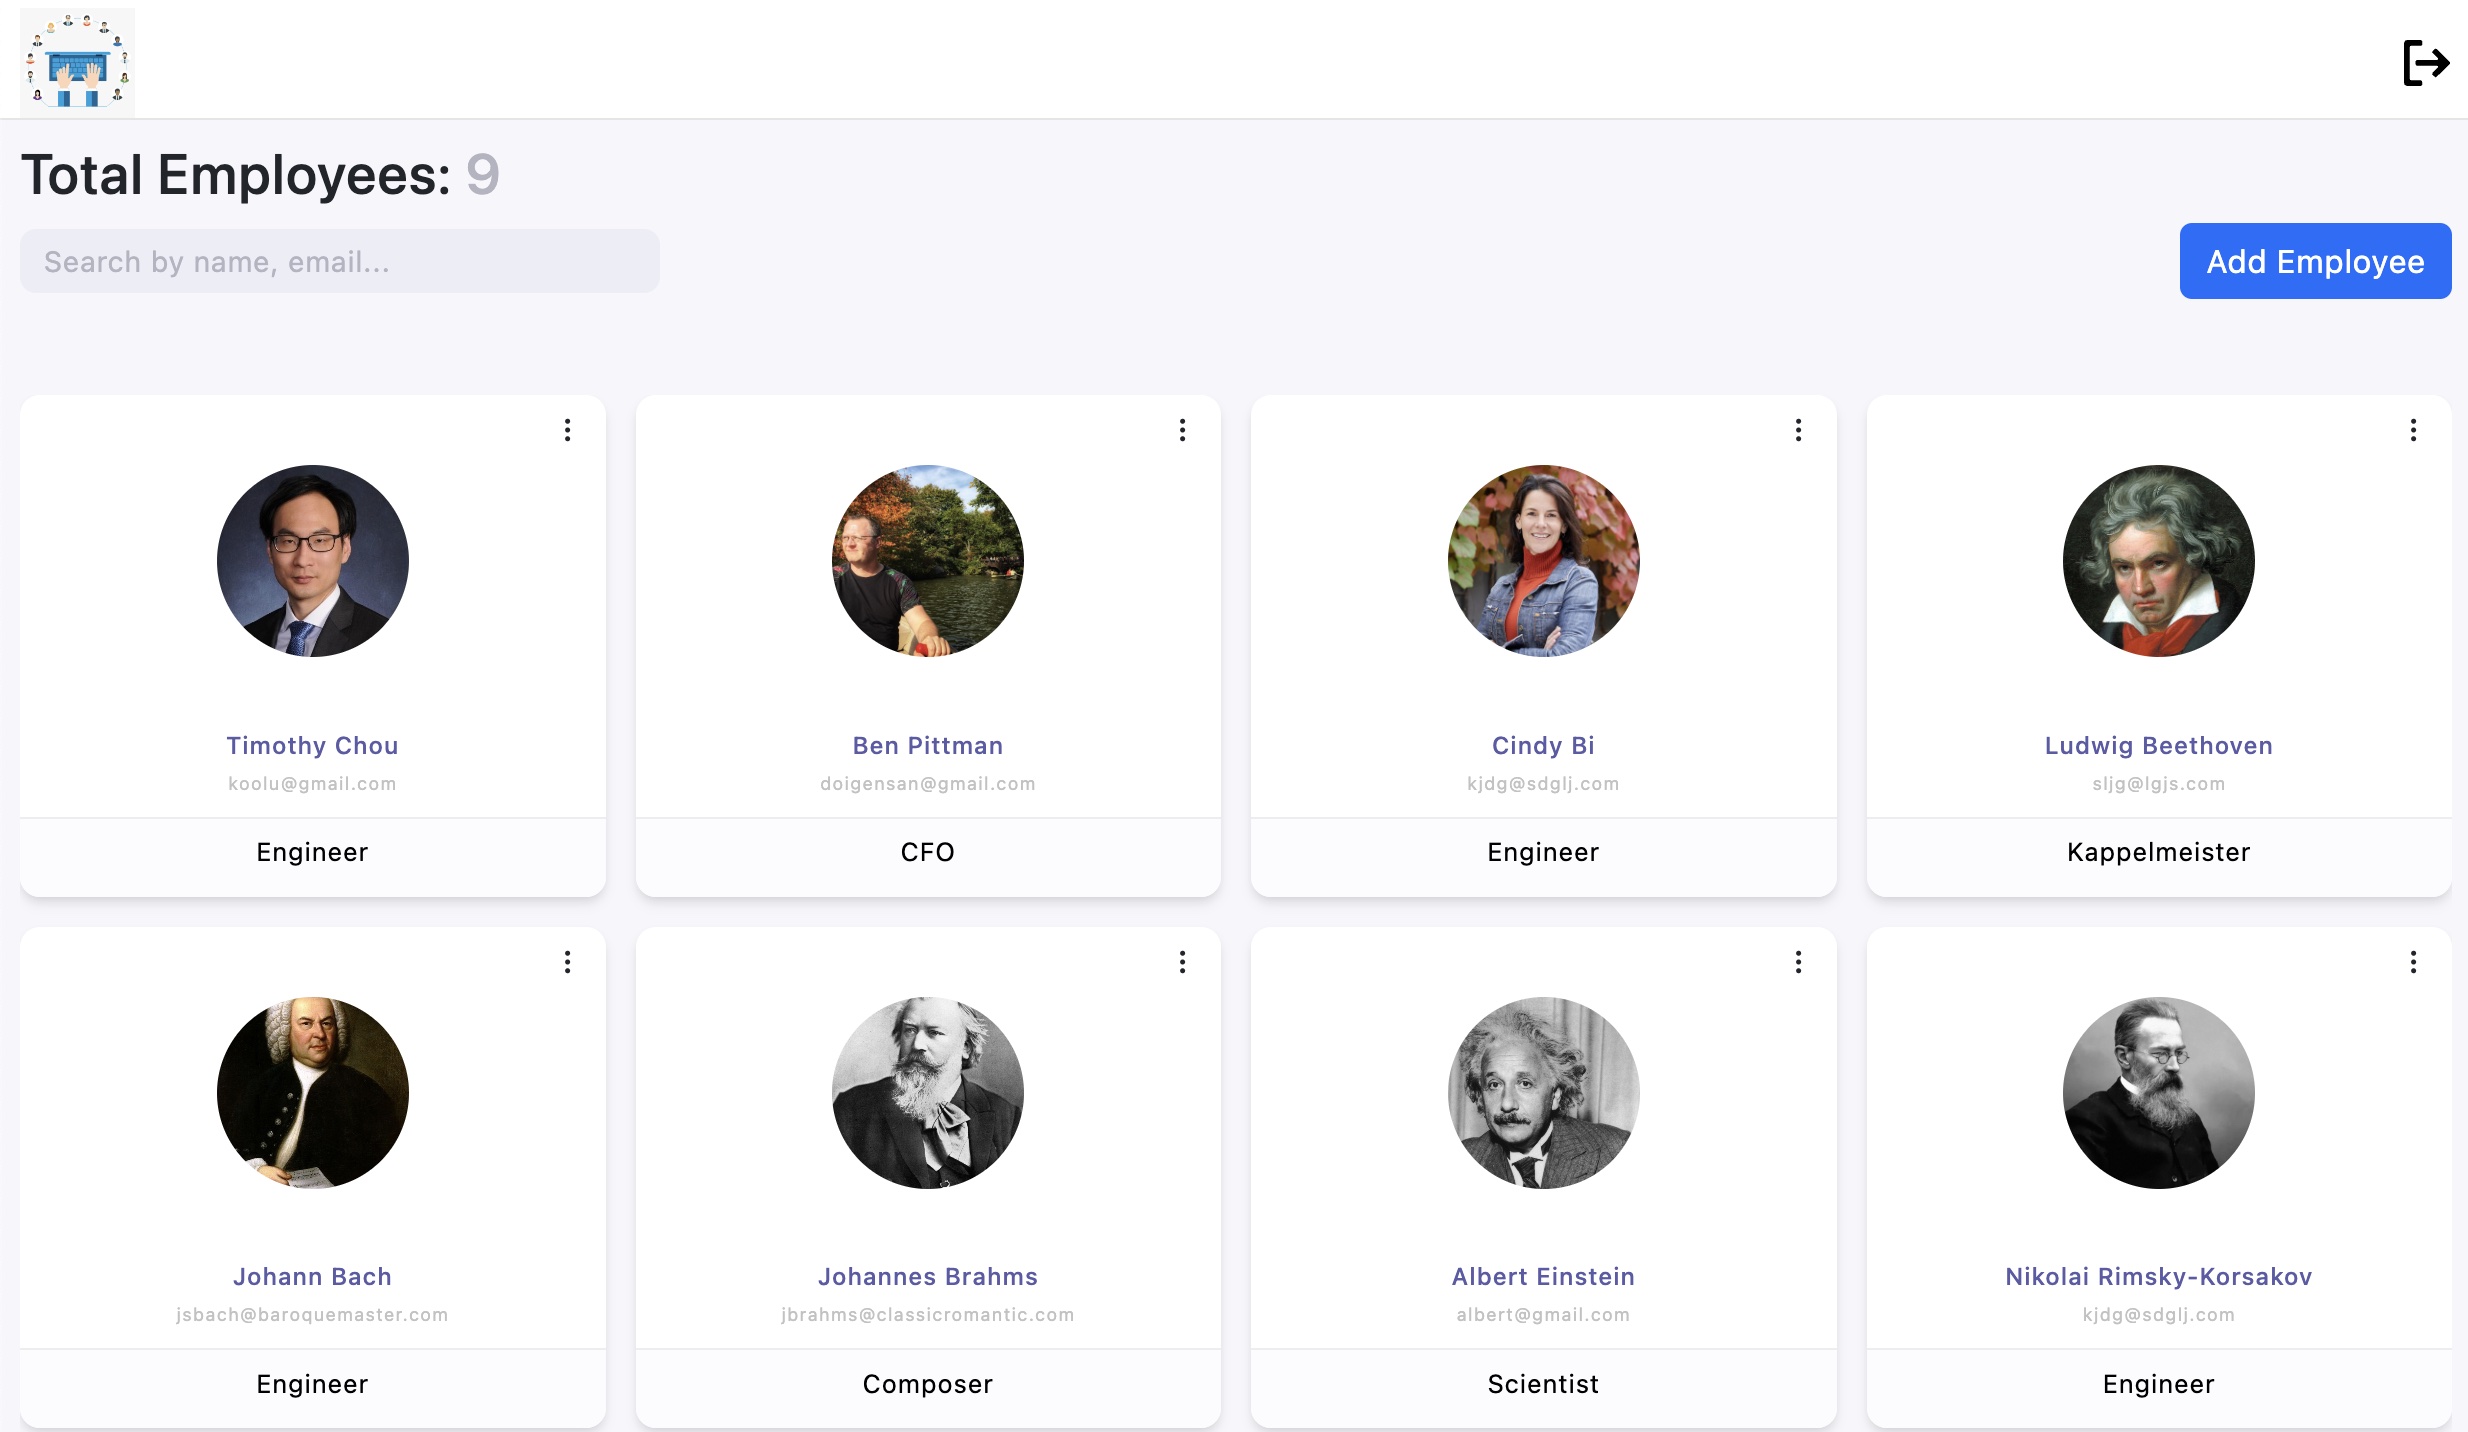 Total Employees: 9
Search by name, email...
Add Employee
Timothy Chou
koolu@gmail.com
Engineer
Ben Pittman
doigensan@gmail.com
CFO
Cindy Bi
kjdg@sdglj.com
Engineer
Ludwig Beethoven
sljg@lgjs.com
Kappelmeister
Johann Bach
jsbach@baroquemaster.com
Engineer
Johannes Brahms
jbrahms@classicromantic.com
Composer
Albert Einstein
albert@gmail.com
Scientist
Nikolai Rimsky-Korsakov
kjdg@sdglj.com
Engineer